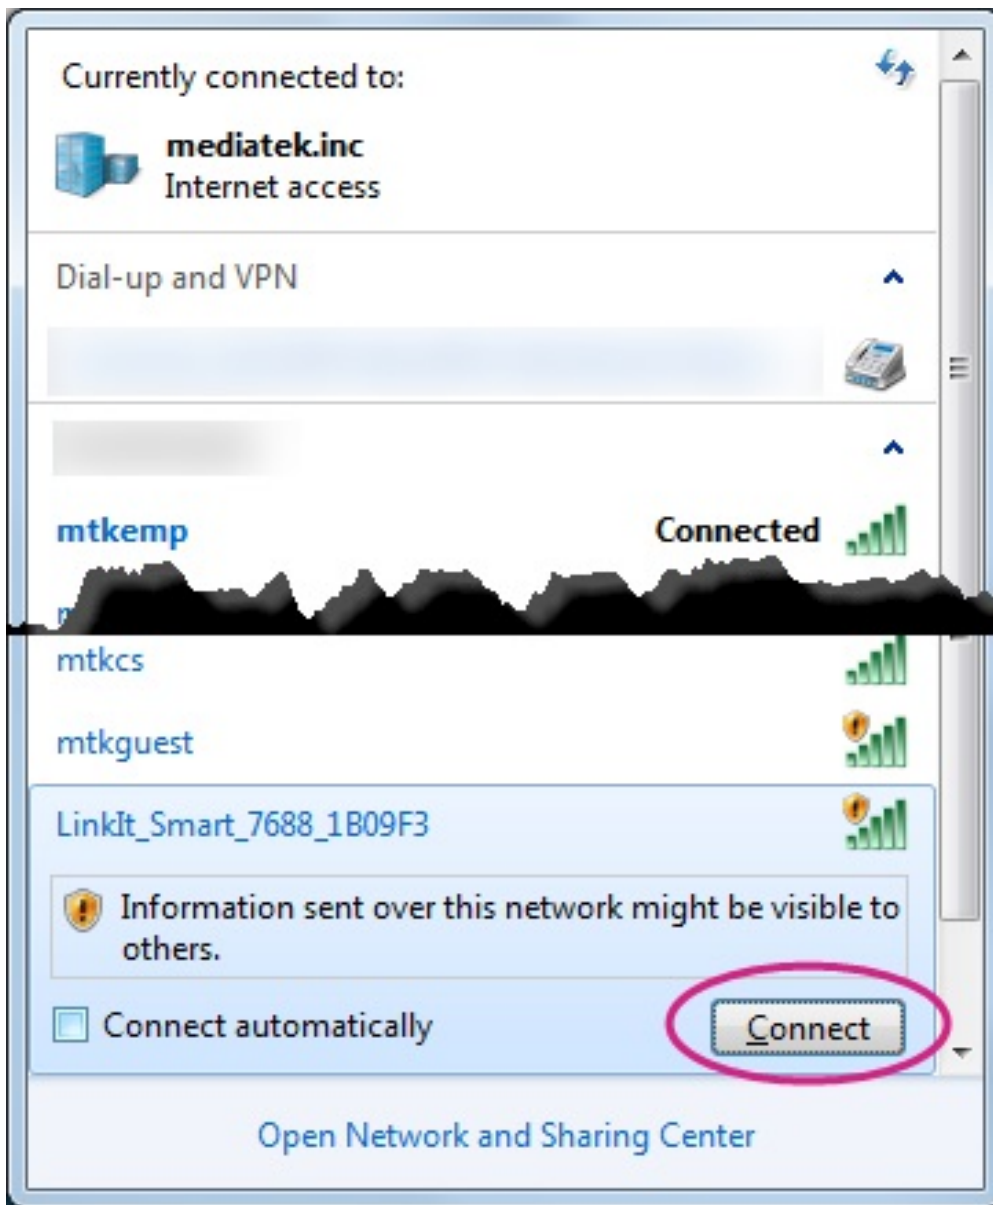 Currently connected to:
mediatek.inc
Internet access
Dial-up and VPN
mtkemp Connected
mtkcs
mtkguest
LinkIt_Smart_7688_1B09F3
Information sent over this network might be visible to
others.
Connect automatically Connect
Open Network and Sharing Center